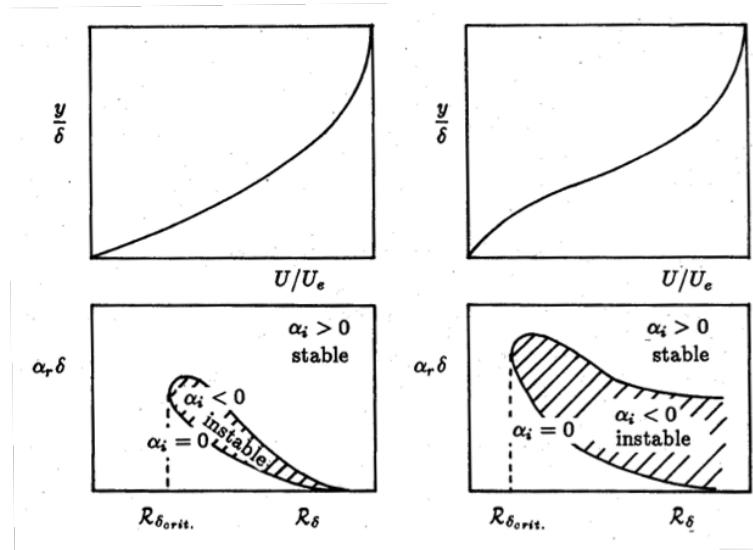 y/δ
U/U_e
y/δ
U/U_e
α_r δ
α_i > 0
stable
α_i < 0
instable
α_i = 0
R_δcrit.
R_δ
α_r δ
α_i > 0
stable
α_i < 0
instable
α_i = 0
R_δcrit.
R_δ